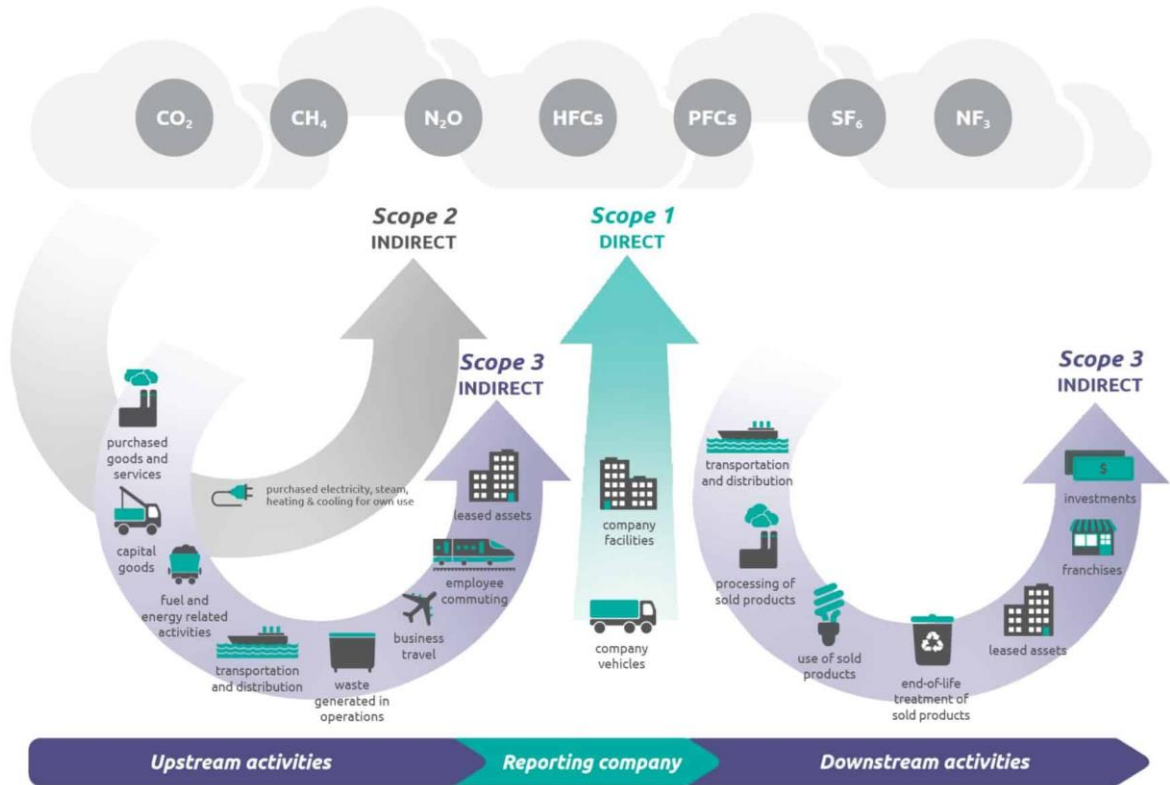 CO₂ CH₄ N₂O HFCs PFCs SF₆ NF₃
Scope 2
INDIRECT
Scope 1
DIRECT
Scope 3
INDIRECT
Scope 3
INDIRECT
purchased
goods and
services
capital
goods
fuel and
energy related
activities
transportation
and distribution
waste
generated in
operations
business
travel
employee
commuting
leased assets
purchased electricity, steam,
heating & cooling for own use
company
facilities
company
vehicles
transportation
and distribution
processing of
sold products
use of sold
products
end-of-life
treatment of
sold products
leased assets
franchises
$
investments
Upstream activities
Reporting company
Downstream activities